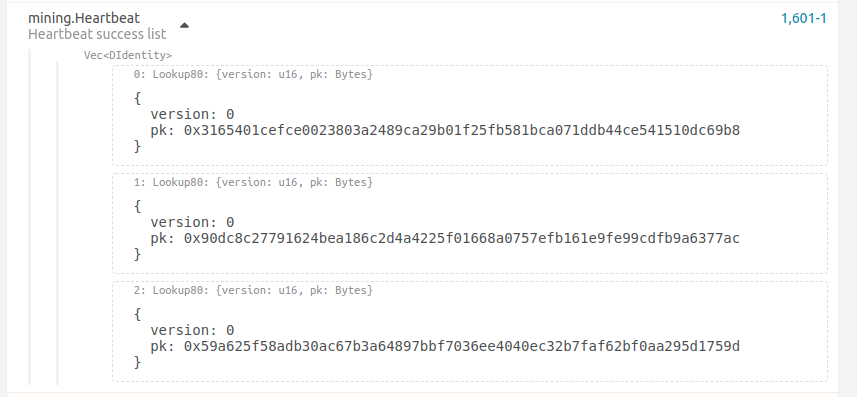 mining.Heartbeat
1,601-1
Heartbeat success list
Vec<DIdentity>
0: Lookup80: {version: u16, pk: Bytes}
{
version: 0
pk: 0x3165401cefce0023803a2489ca29b01f25fb581bca071ddb44ce541510dc69b8
}
1: Lookup80: {version: u16, pk: Bytes}
{
version: 0
pk: 0x90dc8c27791624bea186c2d4a4225f01668a0757efb161e9fe99cdfb9a6377ac
}
2: Lookup80: {version: u16, pk: Bytes}
{
version: 0
pk: 0x59a625f58adb30ac67b3a64897bbf7036ee4040ec32b7faf62bf0aa295d1759d
}